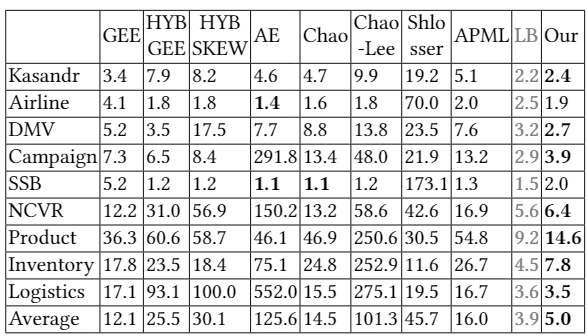 GEE HYB GEE HYB SKEW AE Chao Chao-Lee Shlosser APML LB Our
Kasandr 3.4 7.9 8.2 4.6 4.7 9.9 19.2 5.1 2.2 2.4
Airline 4.1 1.8 1.8 1.4 1.6 1.8 70.0 2.0 2.5 1.9
DMV 5.2 3.5 17.5 7.7 8.8 13.8 23.5 7.6 3.2 2.7
Campaign 7.3 6.5 8.4 291.8 13.4 48.0 21.9 13.2 2.9 3.9
SSB 5.2 1.2 1.2 1.1 1.1 1.2 173.1 1.3 1.5 2.0
NCVR 12.2 31.0 56.9 150.2 13.2 58.6 42.6 16.9 5.6 6.4
Product 36.3 60.6 58.7 46.1 46.9 250.6 30.5 54.8 9.2 14.6
Inventory 17.8 23.5 18.4 75.1 24.8 252.9 11.6 26.7 4.5 7.8
Logistics 17.1 93.1 100.0 552.0 15.5 275.1 19.5 16.7 3.6 3.5
Average 12.1 25.5 30.1 125.6 14.5 101.3 45.7 16.0 3.9 5.0